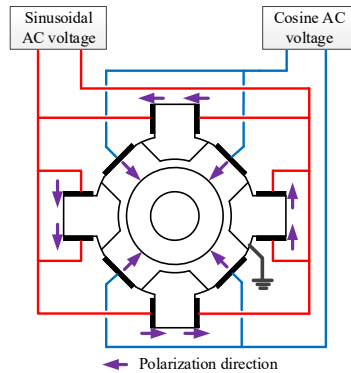 Sinusoidal
AC voltage
Cosine AC
voltage
Polarization direction